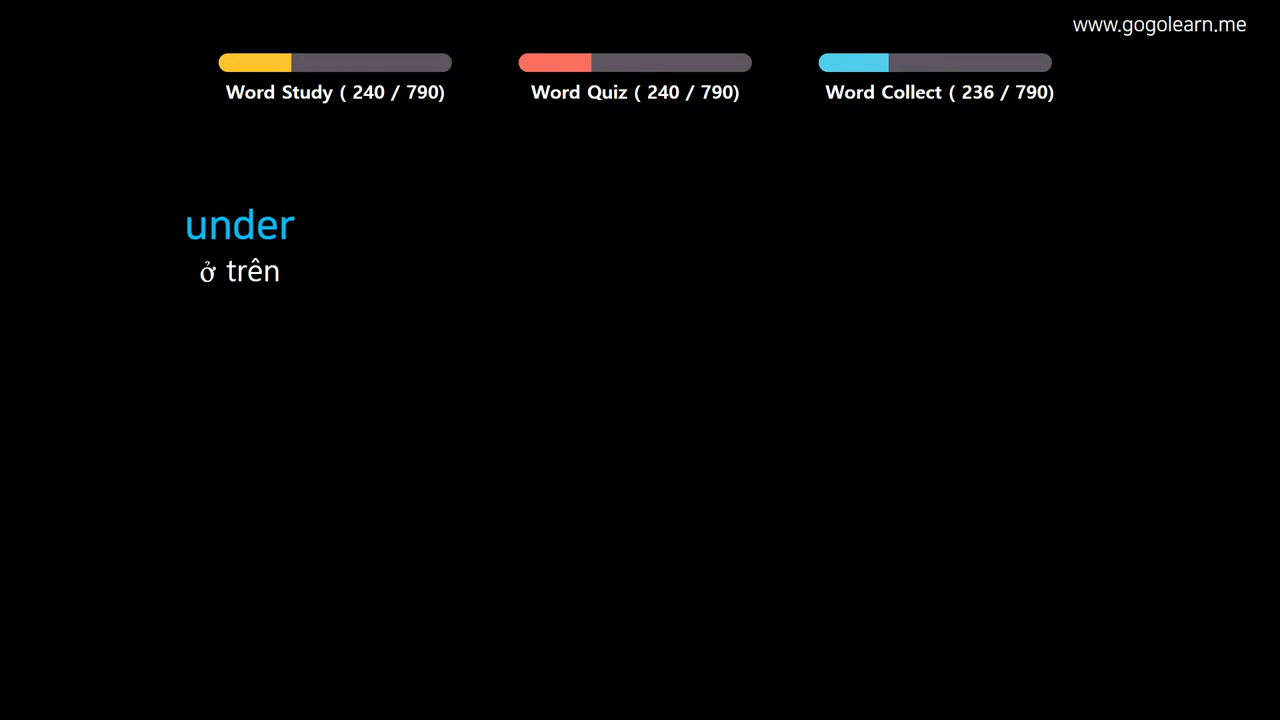 www.gogolearn.me
Word Study ( 240 / 790)
Word Quiz ( 240 / 790)
Word Collect ( 236 / 790)
under
ở trên